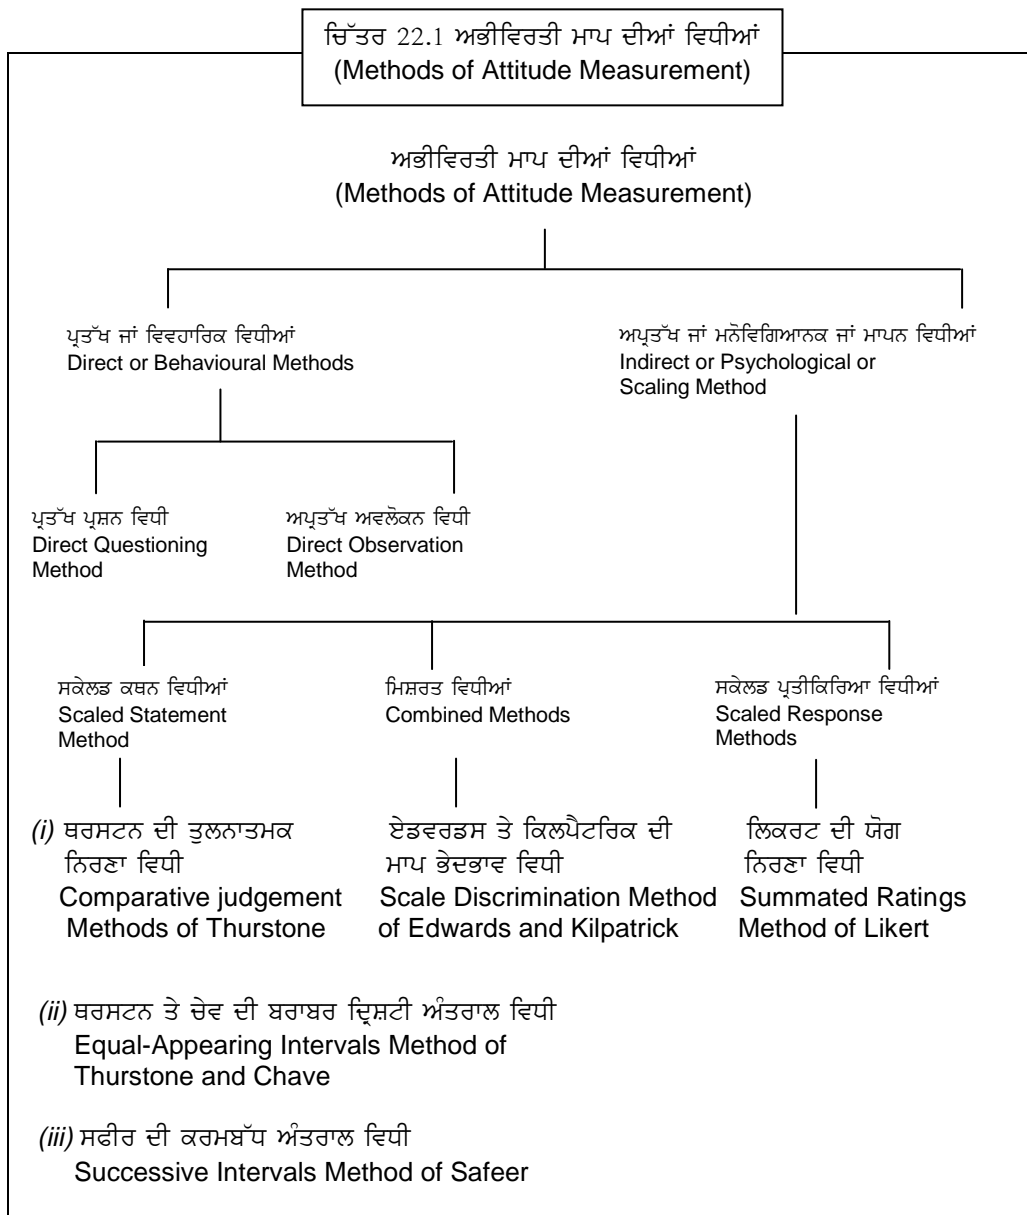 ਚਿੱਤਰ 22.1 ਅਭੀਵਿਰਤੀ ਮਾਪ ਦੀਆਂ ਵਿਧੀਆਂ
(Methods of Attitude Measurement)
ਅਭੀਵਿਰਤੀ ਮਾਪ ਦੀਆਂ ਵਿਧੀਆਂ
(Methods of Attitude Measurement)
ਪ੍ਰਤੱਖ ਜਾਂ ਵਿਵਹਾਰਿਕ ਵਿਧੀਆਂ
Direct or Behavioural Methods
ਅਪ੍ਰਤੱਖ ਜਾਂ ਮਨੋਵਿਗਿਆਨਕ ਜਾਂ ਮਾਪਨ ਵਿਧੀਆਂ
Indirect or Psychological or
Scaling Method
ਪ੍ਰਤੱਖ ਪ੍ਰਸ਼ਨ ਵਿਧੀ
Direct Questioning
Method
ਅਪ੍ਰਤੱਖ ਅਵਲੋਕਨ ਵਿਧੀ
Direct Observation
Method
ਸਕੇਲਡ ਕਥਨ ਵਿਧੀਆਂ
Scaled Statement
Method
ਮਿਸ਼ਰਤ ਵਿਧੀਆਂ
Combined Methods
ਸਕੇਲਡ ਪ੍ਰਤੀਕਿਰਿਆ ਵਿਧੀਆਂ
Scaled Response
Methods
(i) ਥਰਸਟਨ ਦੀ ਤੁਲਨਾਤਮਕ
ਨਿਰਣਾ ਵਿਧੀ
Comparative judgement
Methods of Thurstone
ਏਡਵਰਡਸ ਤੇ ਕਿਲਪੈਟਰਿਕ ਦੀ
ਮਾਪ ਭੇਦਭਾਵ ਵਿਧੀ
Scale Discrimination Method
of Edwards and Kilpatrick
ਲਿਕਰਟ ਦੀ ਯੋਗ
ਨਿਰਣਾ ਵਿਧੀ
Summated Ratings
Method of Likert
(ii) ਥਰਸਟਨ ਤੇ ਚੇਵ ਦੀ ਬਰਾਬਰ ਦ੍ਰਿਸ਼ਟੀ ਅੰਤਰਾਲ ਵਿਧੀ
Equal-Appearing Intervals Method of
Thurstone and Chave
(iii) ਸਫੀਰ ਦੀ ਕਰਮਬੱਧ ਅੰਤਰਾਲ ਵਿਧੀ
Successive Intervals Method of Safeer